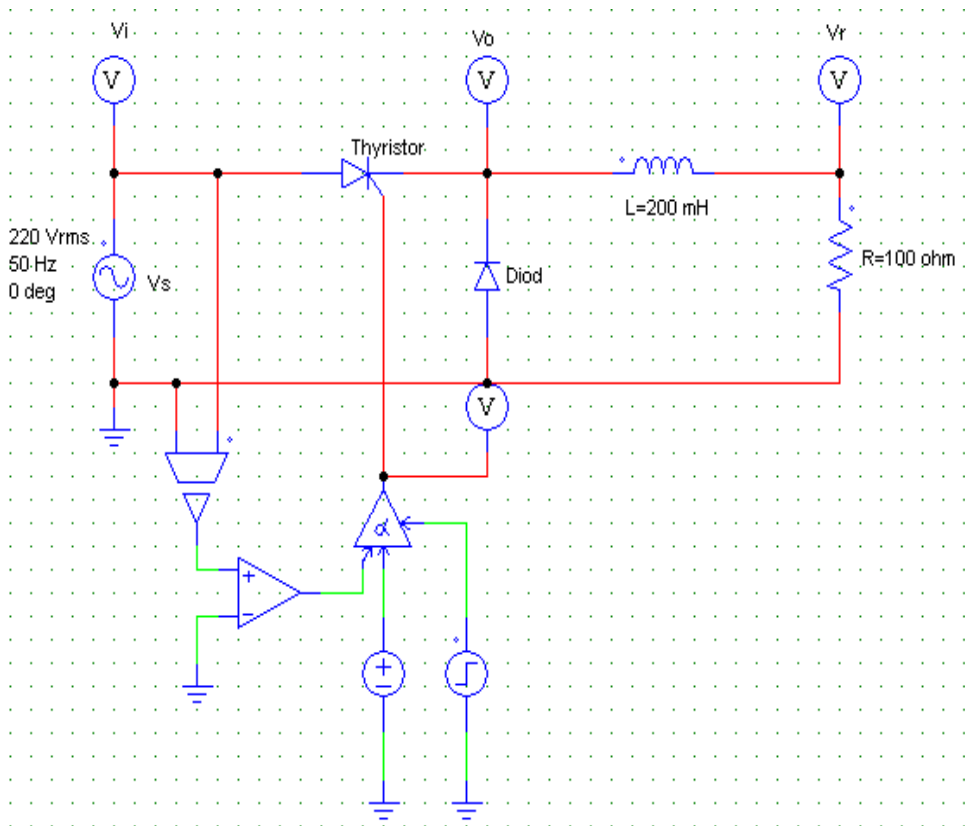 Vi
Vo
Vr
V
V
V
Thyristor
L=200 mH
220 Vrms
50 Hz
0 deg
Vs
Diod
R=100 ohm
V
α
+
−
+
−